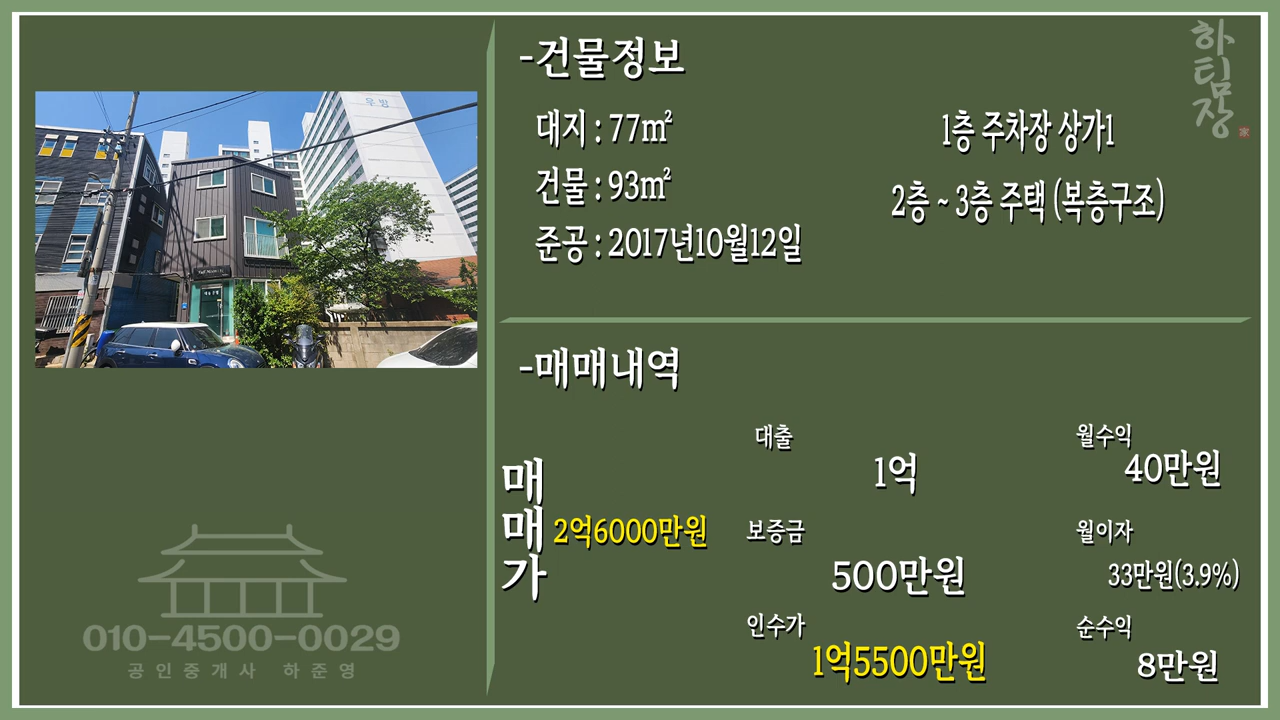 -건물정보
대지 : 77㎡
건물 : 93㎡
준공 : 2017년10월12일
1층 주차장 상가1
2층 ~ 3층 주택 (복층구조)
하팀장
家
우방
-매매내역
매매가
2억6000만원
대출
1억
보증금
500만원
인수가
1억5500만원
월수익
40만원
월이자
33만원(3.9%)
순수익
8만원
010-4500-0029
공인중개사 하준영